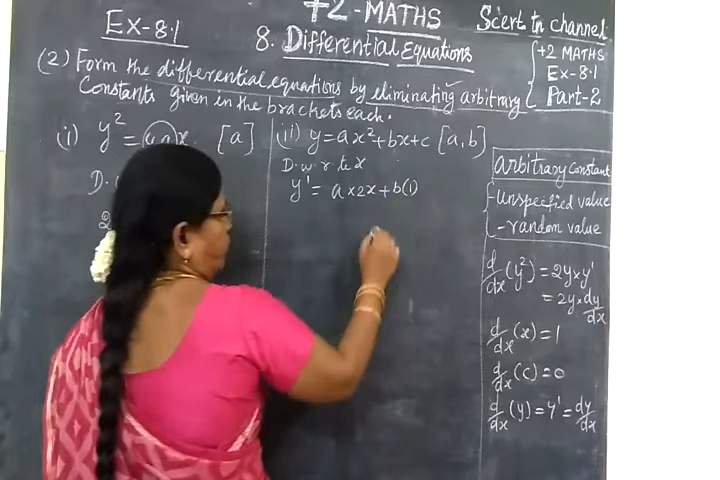 Ex-8.1
+2-MATHS
Scert tn channel
8. Differential Equations
+2 MATHS
Ex-8.1
Part-2
(2) Form the differential equations by eliminating arbitrary
Constants given in the brackets each.
(i) y² = 4ax. [a]
D.
2
(ii) y=ax²+bx+c [a,b]
D.w.r.to x
y' = a×2x+b(1)
arbitrary Constant
-unspecified value
-random value
d/dx(y²) = 2y×y'
= 2y×dy/dx
d/dx(x) = 1
d/dx(c) = 0
d/dx(y) = y' = dy/dx